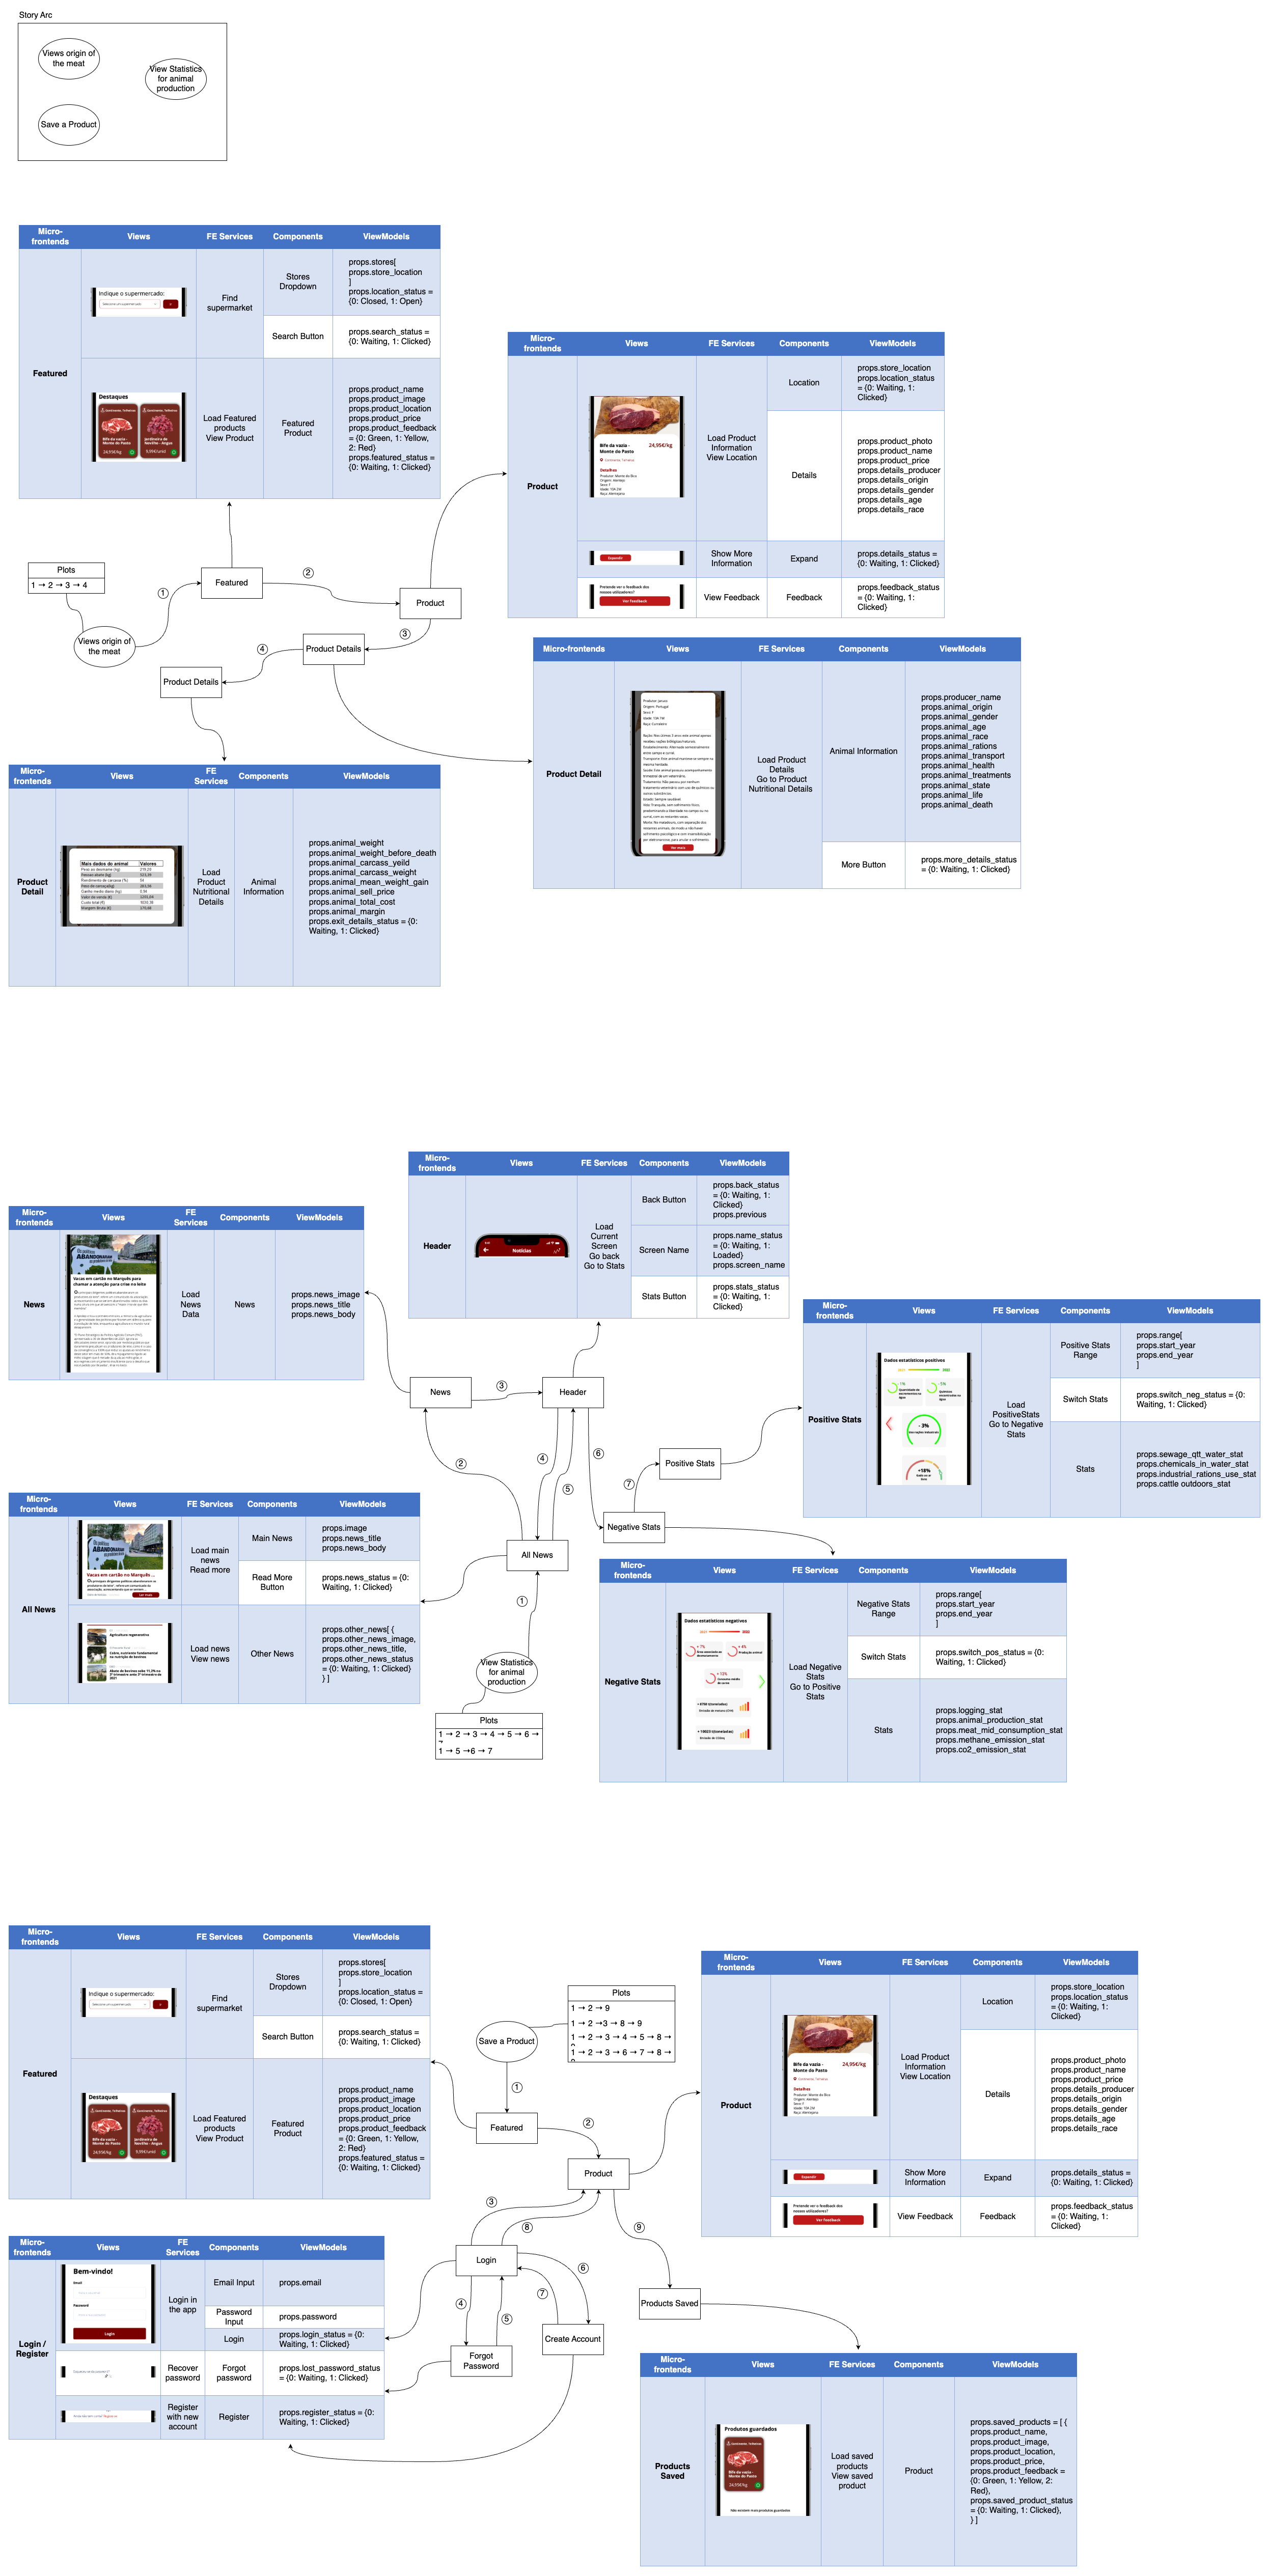 Story Arc
Views origin of
the meat
View Statistics
for animal
production
Save a Product
Micro-
frontends
Views
FE Services
Components
ViewModels
Featured
Indique o supermercado:
Find
supermarket
Stores
Dropdown
props.stores[
props.store_location
]
props.location_status =
{0: Closed, 1: Open}
Search Button
props.search_status =
{0: Waiting, 1: Clicked}
Destaques
Bife da vazia -
Monte do Pasto
24,95€/kg
Load Featured
products
View Product
Featured
Product
props.product_name
props.product_image
props.product_location
props.product_price
props.product_feedback
= {0: Green, 1: Yellow,
2: Red}
props.featured_status =
{0: Waiting, 1: Clicked}
Micro-
frontends
Views
FE Services
Components
ViewModels
Product
Bife da vazia -
Monte do Pasto
24,95€/kg
Detalhes
Load Product
Information
View Location
Location
props.store_location
props.location_status
= {0: Waiting, 1:
Clicked}
Details
props.product_photo
props.product_name
props.product_price
props.details_producer
props.details_origin
props.details_gender
props.details_age
props.details_race
Expandir
Show More
Information
Expand
props.details_status =
{0: Waiting, 1: Clicked}
Pretende ver o feedback dos
nossos utilizadores?
Ver Feedback
View Feedback
Feedback
props.feedback_status
= {0: Waiting, 1:
Clicked}
Plots
1 → 2 → 3 → 4
Views origin of
the meat
1
Featured
2
Product
3
Product Details
4
Product Details
Micro-frontends
Views
FE Services
Components
ViewModels
Product Detail
Ver mais
Load Product
Details
Go to Product
Nutritional Details
Animal Information
props.producer_name
props.animal_origin
props.animal_gender
props.animal_age
props.animal_race
props.animal_rations
props.animal_transport
props.animal_health
props.animal_treatments
props.animal_state
props.animal_life
props.animal_death
More Button
props.more_details_status
= {0: Waiting, 1: Clicked}
Micro-
frontends
Views
FE
Services
Components
ViewModels
Product
Detail
Mais dados do animal
Valores
Load
Product
Nutritional
Details
Animal
Information
props.animal_weight
props.animal_weight_before_death
props.animal_carcass_yeild
props.animal_carcass_weight
props.animal_mean_weight_gain
props.animal_sell_price
props.animal_total_cost
props.animal_margin
props.exit_details_status = {0:
Waiting, 1: Clicked}
Micro-
frontends
Views
FE Services
Components
ViewModels
Header
Notícias
Load
Current
Screen
Go back
Go to Stats
Back Button
props.back_status
= {0: Waiting, 1:
Clicked}
props.previous
Screen Name
props.name_status
= {0: Waiting, 1:
Loaded}
props.screen_name
Stats Button
props.stats_status
= {0: Waiting, 1:
Clicked}
Micro-
frontends
Views
FE
Services
Components
ViewModels
News
Vacas em cartão no Marquês para
chamar a atenção para crise no leite
Load
News
Data
News
props.news_image
props.news_title
props.news_body
News
3
Header
2
4
5
6
7
Positive Stats
Negative Stats
All News
1
View Statistics
for animal
production
Plots
1 → 2 → 3 → 4 → 5 → 6 →
1 → 5 →6 → 7
Micro-
frontends
Views
FE Services
Components
ViewModels
Positive Stats
Dados estatísticos positivos
- 3%
+18%
Load
PositiveStats
Go to Negative
Stats
Positive Stats
Range
props.range[
props.start_year
props.end_year
]
Switch Stats
props.switch_neg_status = {0:
Waiting, 1: Clicked}
Stats
props.sewage_qtt_water_stat
props.chemicals_in_water_stat
props.industrial_rations_use_stat
props.cattle outdoors_stat
Micro-
frontends
Views
FE Services
Components
ViewModels
All News
Vacas em cartão no Marquês ...
Load main
news
Read more
Main News
props.image
props.news_title
props.news_body
Read More
Button
props.news_status = {0:
Waiting, 1: Clicked}
Agricultura regenerativa
Load news
View news
Other News
props.other_news[ {
props.other_news_image,
props.other_news_title,
props.other_news_status
= {0: Waiting, 1: Clicked}
} ]
Micro-
frontends
Views
FE Services
Components
ViewModels
Negative Stats
Dados estatísticos negativos
Load Negative
Stats
Go to Positive
Stats
Negative Stats
Range
props.range[
props.start_year
props.end_year
]
Switch Stats
props.switch_pos_status = {0:
Waiting, 1: Clicked}
Stats
props.logging_stat
props.animal_production_stat
props.meat_mid_consumption_stat
props.methane_emission_stat
props.co2_emission_stat
Micro-
frontends
Views
FE Services
Components
ViewModels
Featured
Indique o supermercado:
Find
supermarket
Stores
Dropdown
props.stores[
props.store_location
]
props.location_status =
{0: Closed, 1: Open}
Search Button
props.search_status =
{0: Waiting, 1: Clicked}
Destaques
Bife da vazia -
Monte do Pasto
24,95€/kg
Load Featured
products
View Product
Featured
Product
props.product_name
props.product_image
props.product_location
props.product_price
props.product_feedback
= {0: Green, 1: Yellow,
2: Red}
props.featured_status =
{0: Waiting, 1: Clicked}
Plots
1 → 2 → 9
1 → 2 →3 → 8 → 9
1 → 2 → 3 → 4 → 5 → 8 →
1 → 2 → 3 → 6 → 7 → 8 →
Save a Product
1
Featured
2
Product
3
8
9
Login
6
4
5
7
Forgot
Password
Create Account
Products Saved
Micro-
frontends
Views
FE Services
Components
ViewModels
Product
Bife da vazia -
Monte do Pasto
24,95€/kg
Detalhes
Load Product
Information
View Location
Location
props.store_location
props.location_status
= {0: Waiting, 1:
Clicked}
Details
props.product_photo
props.product_name
props.product_price
props.details_producer
props.details_origin
props.details_gender
props.details_age
props.details_race
Expandir
Show More
Information
Expand
props.details_status =
{0: Waiting, 1: Clicked}
Pretende ver o feedback dos
nossos utilizadores?
Ver Feedback
View Feedback
Feedback
props.feedback_status
= {0: Waiting, 1:
Clicked}
Micro-
frontends
Views
FE
Services
Components
ViewModels
Login /
Register
Bem-vindo!
Email
Password
Login
Login in
the app
Email Input
props.email
Password
Input
props.password
Login
props.login_status = {0:
Waiting, 1: Clicked}
Recover
password
Forgot
password
props.lost_password_status
= {0: Waiting, 1: Clicked}
Register
with new
account
Register
props.register_status = {0:
Waiting, 1: Clicked}
Micro-
frontends
Views
FE Services
Components
ViewModels
Products
Saved
Produtos guardados
Bife da vazia -
Monte do Pasto
24,95€/kg
Não existem mais produtos guardados
Load saved
products
View saved
product
Product
props.saved_products = [ {
props.product_name,
props.product_image,
props.product_location,
props.product_price,
props.product_feedback =
{0: Green, 1: Yellow, 2:
Red},
props.saved_product_status
= {0: Waiting, 1: Clicked},
} ]